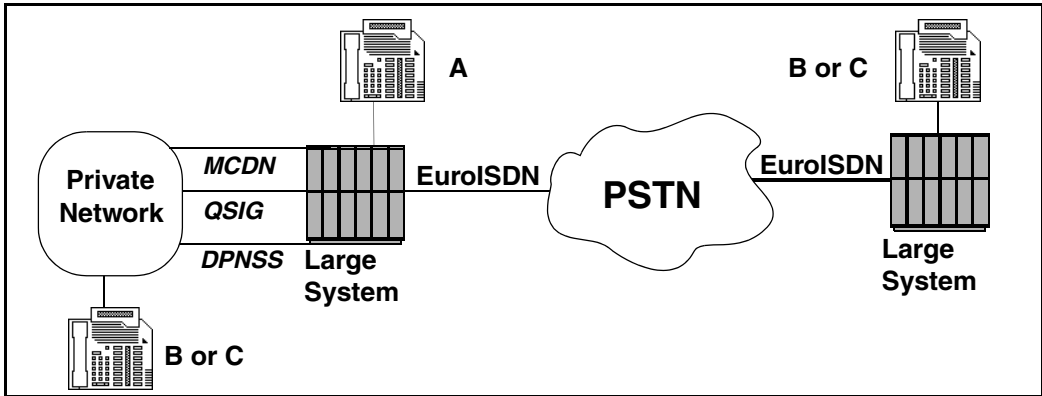 A
B or C
MCDN
EuroISDN
EuroISDN
Private
Network
PSTN
QSIG
DPNSS
Large
System
Large
System
B or C